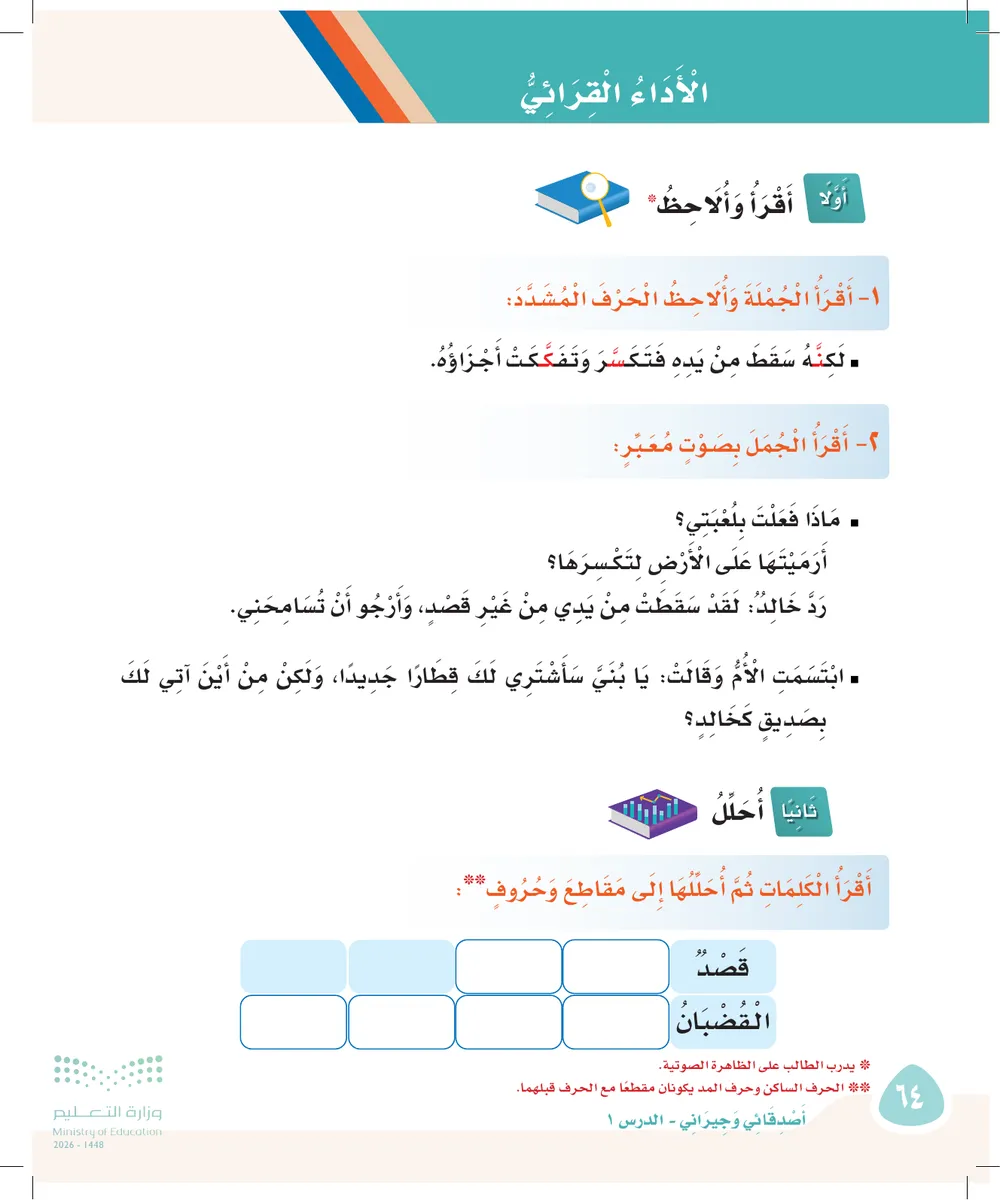 الْأَدَاءُ الْقِرَائِيُّ
أَوَّلًا
أَقْرَأُ وَأُلَاحِظُ*
١- أَقْرَأُ الْجُمْلَةَ وَأُلَاحِظُ الْحَرْفَ الْمُشَدَّدَ:
▪ لَكِنَّهُ سَقَطَ مِنْ يَدِهِ فَتَكَسَّرَ وَتَفَكَّكَتْ أَجْزَاؤُهُ.
٢- أَقْرَأُ الْجُمَلَ بِصَوْتٍ مُعَبِّرٍ:
▪ مَاذَا فَعَلْتَ بِلُعْبَتِي؟
أَرَمَيْتَهَا عَلَى الْأَرْضِ لِتَكْسِرَهَا؟
رَدَّ خَالِدٌ: لَقَدْ سَقَطَتْ مِنْ يَدِي مِنْ غَيْرِ قَصْدٍ، وَأَرْجُو أَنْ تُسَامِحَنِي.
▪ ابْتَسَمَتِ الْأُمُّ وَقَالَتْ: يَا بُنَيَّ سَأَشْتَرِي لَكَ قِطَارًا جَدِيدًا، وَلَكِنْ مِنْ أَيْنَ آتِي لَكَ
بِصَدِيقٍ كَخَالِدٍ؟
ثَانِيًا
أُحَلِّلُ
أَقْرَأُ الْكَلِمَاتِ ثُمَّ أُحَلِّلُهَا إِلَى مَقَاطِعَ وَحُرُوفٍ**:
قَصْدٌ
الْقُضْبَانُ
* يدرب الطالب على الظاهرة الصوتية.
** الحرف الساكن وحرف المد يكونان مقطعًا مع الحرف قبلهما.
أَصْدِقَائِي وَجِيرَانِي - الدرس ١
٦٤
وزارة التعـــليم
Ministry of Education
2026 - 1448